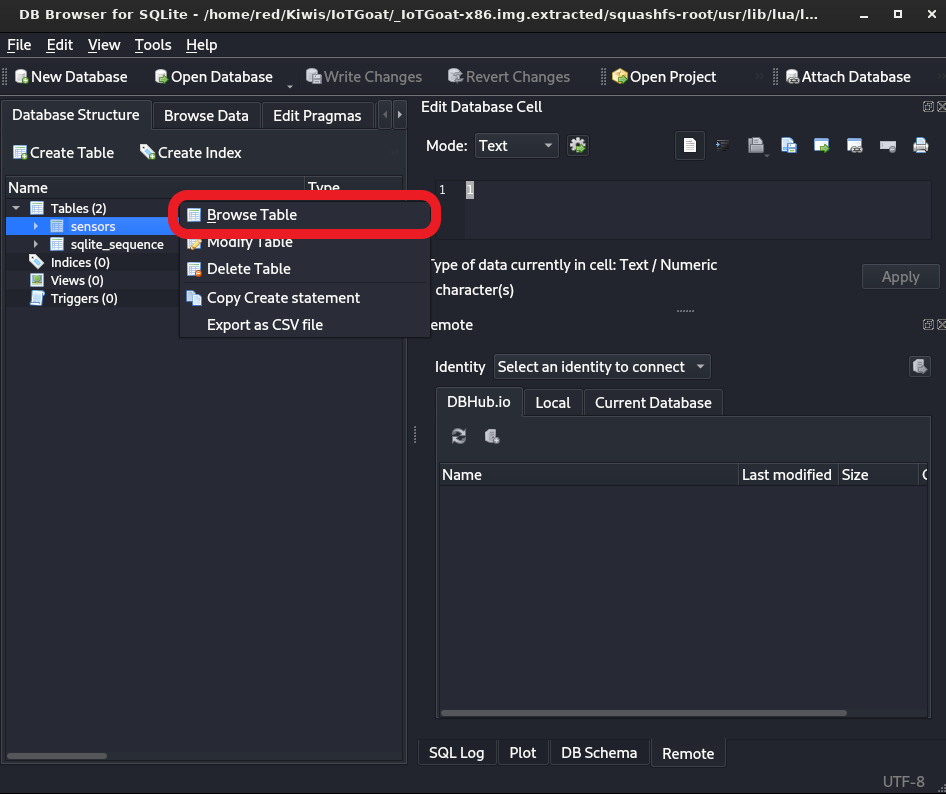 DB Browser for SQLite - /home/red/Kiwis/IoTGoat/_IoTGoat-x86.img.extracted/squashfs-root/usr/lib/lua/l...
File Edit View Tools Help
New Database Open Database Write Changes Revert Changes Open Project Attach Database
Database Structure Browse Data Edit Pragmas
Create Table Create Index
Name Type
Tables (2)
sensors
sqlite_sequence
Indices (0)
Views (0)
Triggers (0)
Browse Table
Modify Table
Delete Table
Copy Create statement
Export as CSV file
Edit Database Cell
Mode: Text
1 1
Type of data currently in cell: Text / Numeric
character(s)
Apply
emote
Identity Select an identity to connect
DBHub.io Local Current Database
Name Last modified Size
SQL Log Plot DB Schema Remote
UTF-8